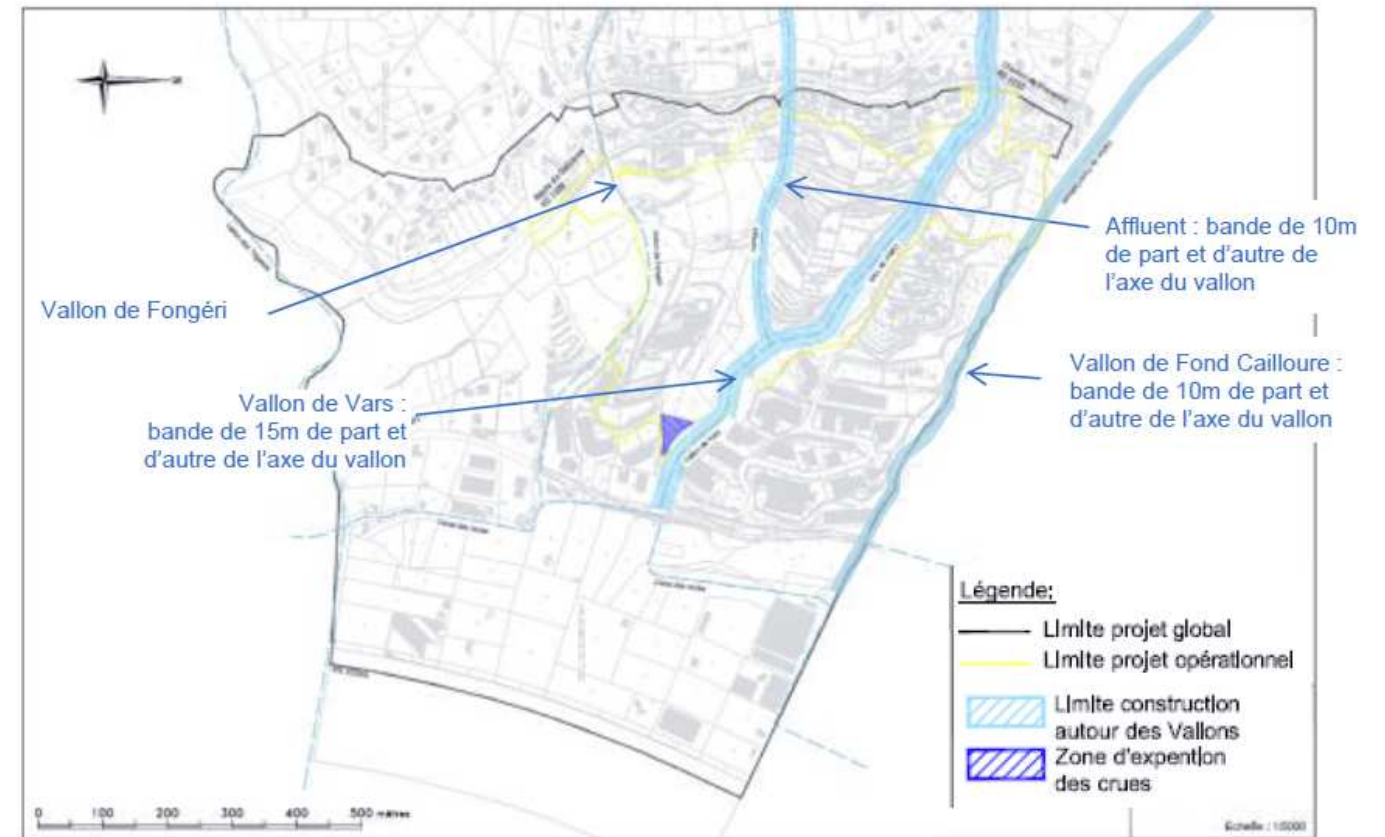 Affluent : bande de 10m
de part et d'autre de
l'axe du vallon
Vallon de Fongéri
Vallon de Fond Cailloure :
bande de 10m de part et
d'autre de l'axe du vallon
Vallon de Vars :
bande de 15m de part et
d'autre de l'axe du vallon
Légende:
Limite projet global
Limite projet opérationnel
Limite construction
autour des Vallons
Zone d'expention
des crues
0 100 200 300 400 500 mètres
Echelle : 1/5000